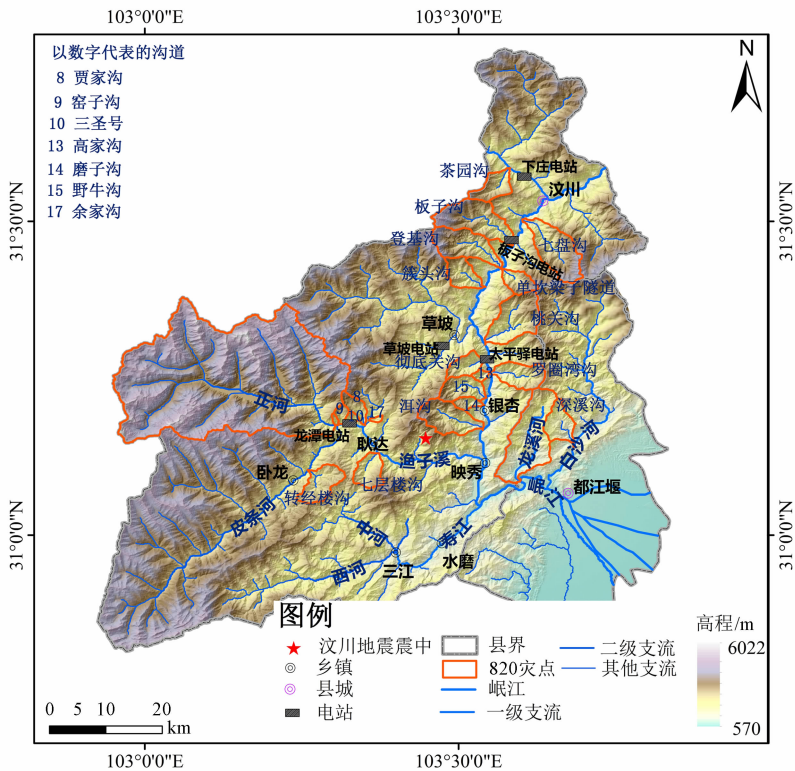 103°0'0"E
103°30'0"E
以数字代表的沟道
8 贾家沟
9 窑子沟
10 三圣号
13 高家沟
14 磨子沟
15 野牛沟
17 余家沟
N
31°30'0"N
31°30'0"N
31°0'0"N
31°0'0"N
茶园沟
下庄电站
汶川
板子沟
登基沟
七盘沟
板子沟电站
簇头沟
单坎梁子隧道
草坡
桃关沟
草坡电站
太平驿电站
彻底关沟
13
罗圈湾沟
正河
8
15
9
10
17
洱沟
14
银杏
深溪沟
龙潭电站
耿达
龙溪河
白沙河
渔子溪
映秀
卧龙
转经楼沟
七层楼沟
岷江
都江堰
皮条河
中河
寿江
西河
三江
水磨
图例
汶川地震震中
县界
二级支流
乡镇
820灾点
其他支流
县城
岷江
电站
一级支流
高程/m
6022
570
0 5 10 20
km
103°0'0"E
103°30'0"E